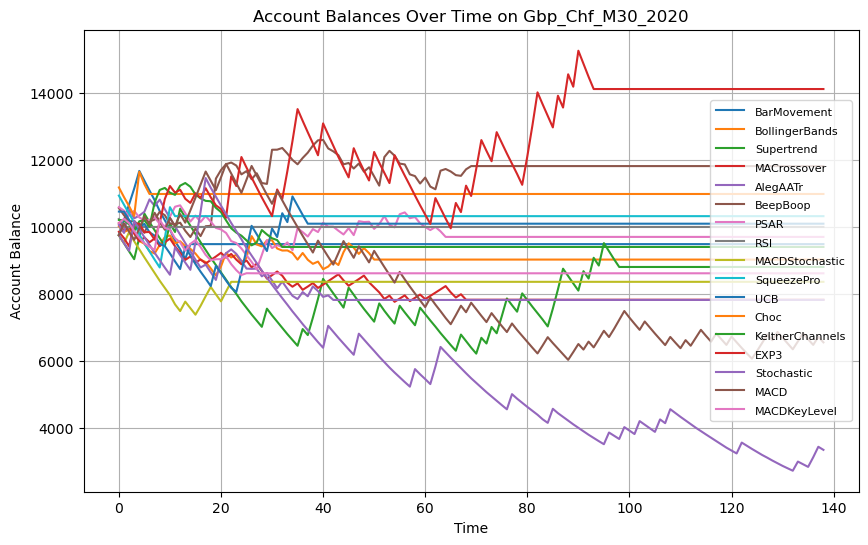 Account Balances Over Time on Gbp_Chf_M30_2020
Account Balance
14000
12000
10000
8000
6000
4000
0
20
40
60
80
100
120
140
Time
BarMovement
BollingerBands
Supertrend
MACrossover
AlegAATr
BeepBoop
PSAR
RSI
MACDStochastic
SqueezePro
UCB
Choc
KeltnerChannels
EXP3
Stochastic
MACD
MACDKeyLevel